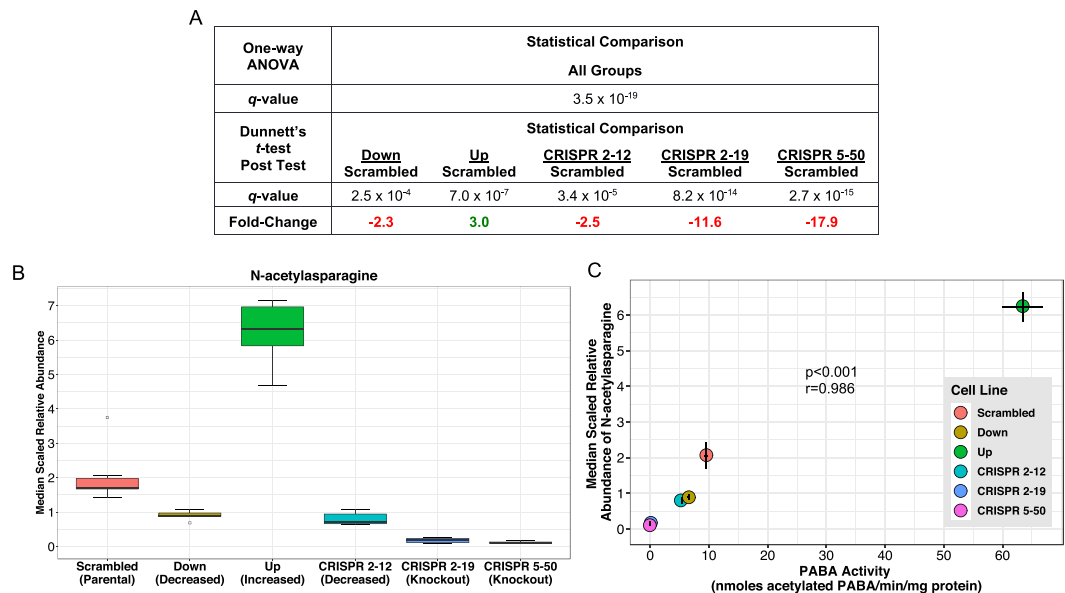 A
One-way
ANOVA
Statistical Comparison
All Groups
q-value
3.5 x 10⁻¹⁹
Dunnett’s
t-test
Post Test
Statistical Comparison
Down Up CRISPR 2-12 CRISPR 2-19 CRISPR 5-50
Scrambled Scrambled Scrambled Scrambled Scrambled
q-value 2.5 x 10⁻⁴ 7.0 x 10⁻⁷ 3.4 x 10⁻⁵ 8.2 x 10⁻¹⁴ 2.7 x 10⁻¹⁵
Fold-Change -2.3 3.0 -2.5 -11.6 -17.9
B
N-acetylasparagine
Median Scaled Relative Abundance
7
6
5
4
3
2
1
0
Scrambled Down Up CRISPR 2-12 CRISPR 2-19 CRISPR 5-50
(Parental) (Decreased) (Increased) (Decreased) (Knockout) (Knockout)
C
Median Scaled Relative
Abundance of N-acetylasparagine
6
5
4
3
2
1
0
p<0.001
r=0.986
Cell Line
Scrambled
Down
Up
CRISPR 2-12
CRISPR 2-19
CRISPR 5-50
0 10 20 30 40 50 60
PABA Activity
(nmoles acetylated PABA/min/mg protein)